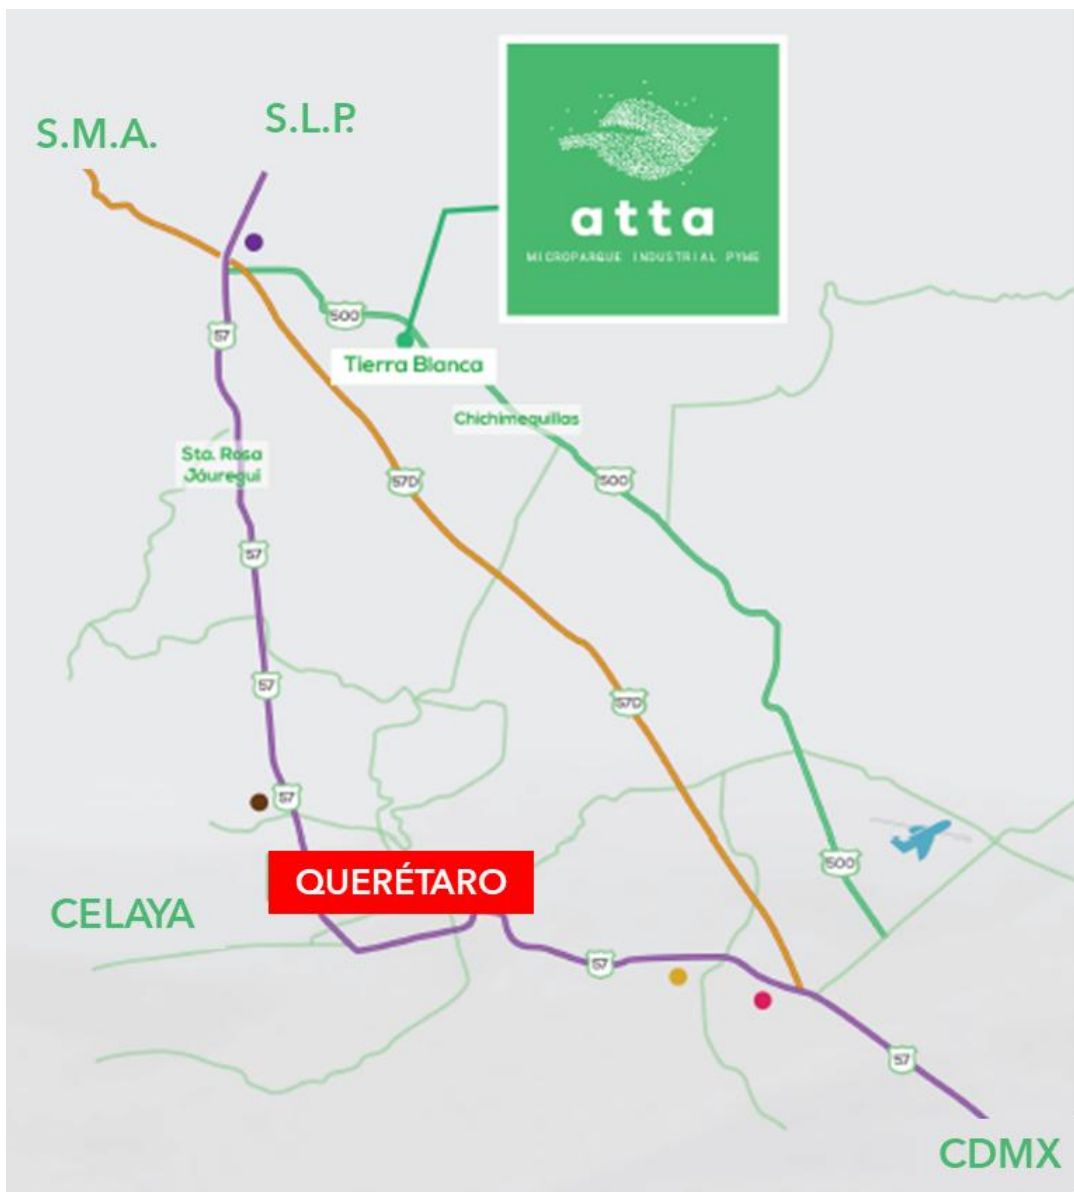 S.M.A.
S.L.P.
atta
MICROPARQUE INDUSTRIAL PYME
500
57
Tierra Blanca
Chichimequillas
Sta. Rosa
Jáuregui
57D
500
57
57
57D
57
500
QUERÉTARO
CELAYA
57
57
CDMX